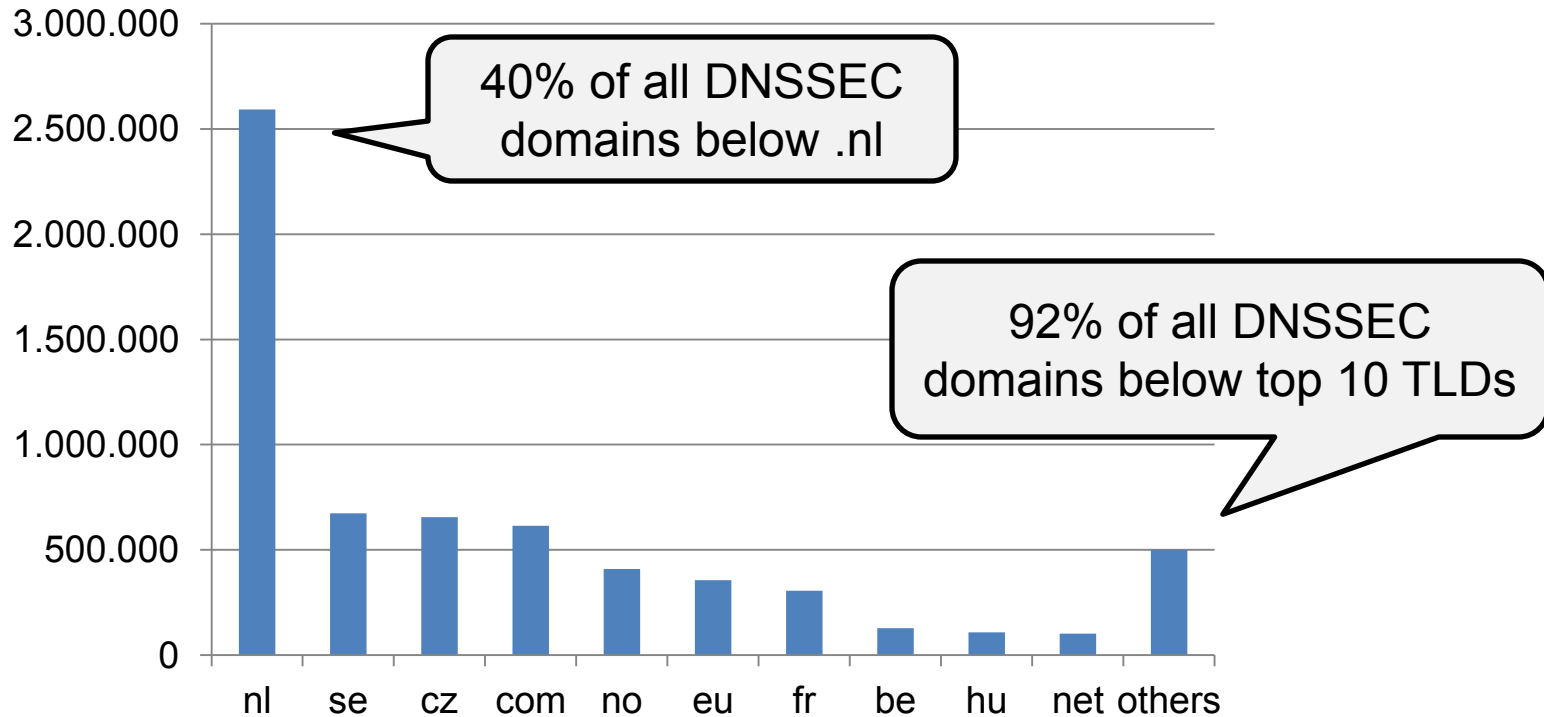 3.000.000
2.500.000
2.000.000
1.500.000
1.000.000
500.000
0
40% of all DNSSEC
domains below .nl
92% of all DNSSEC
domains below top 10 TLDs
nl se cz com no eu fr be hu net others